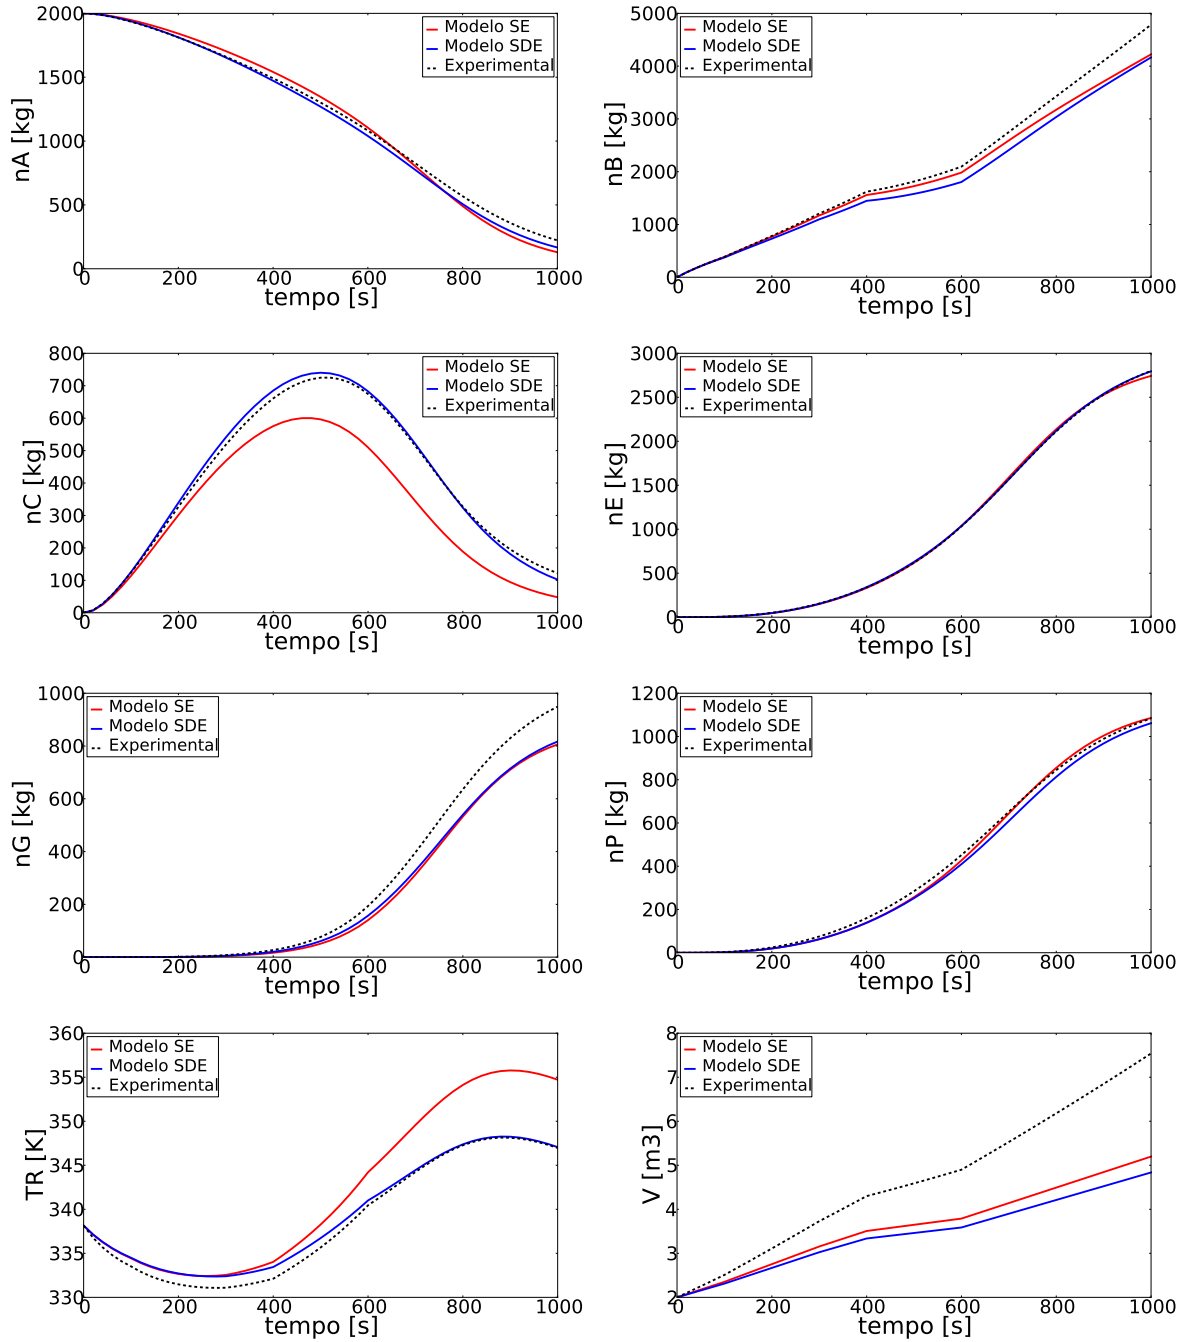 nA [kg]
2000
1500
1000
500
0
0 200 400 600 800 1000
tempo [s]
Modelo SE
Modelo SDE
Experimental
nB [kg]
5000
4000
3000
2000
1000
0
0 200 400 600 800 1000
tempo [s]
Modelo SE
Modelo SDE
Experimental
nC [kg]
800
700
600
500
400
300
200
100
0
0 200 400 600 800 1000
tempo [s]
Modelo SE
Modelo SDE
Experimental
nE [kg]
3000
2500
2000
1500
1000
500
0
0 200 400 600 800 1000
tempo [s]
Modelo SE
Modelo SDE
Experimental
nG [kg]
1000
800
600
400
200
0
0 200 400 600 800 1000
tempo [s]
Modelo SE
Modelo SDE
Experimental
nP [kg]
1200
1000
800
600
400
200
0
0 200 400 600 800 1000
tempo [s]
Modelo SE
Modelo SDE
Experimental
TR [K]
360
355
350
345
340
335
330
0 200 400 600 800 1000
tempo [s]
Modelo SE
Modelo SDE
Experimental
V [m3]
8
7
6
5
4
3
2
0 200 400 600 800 1000
tempo [s]
Modelo SE
Modelo SDE
Experimental